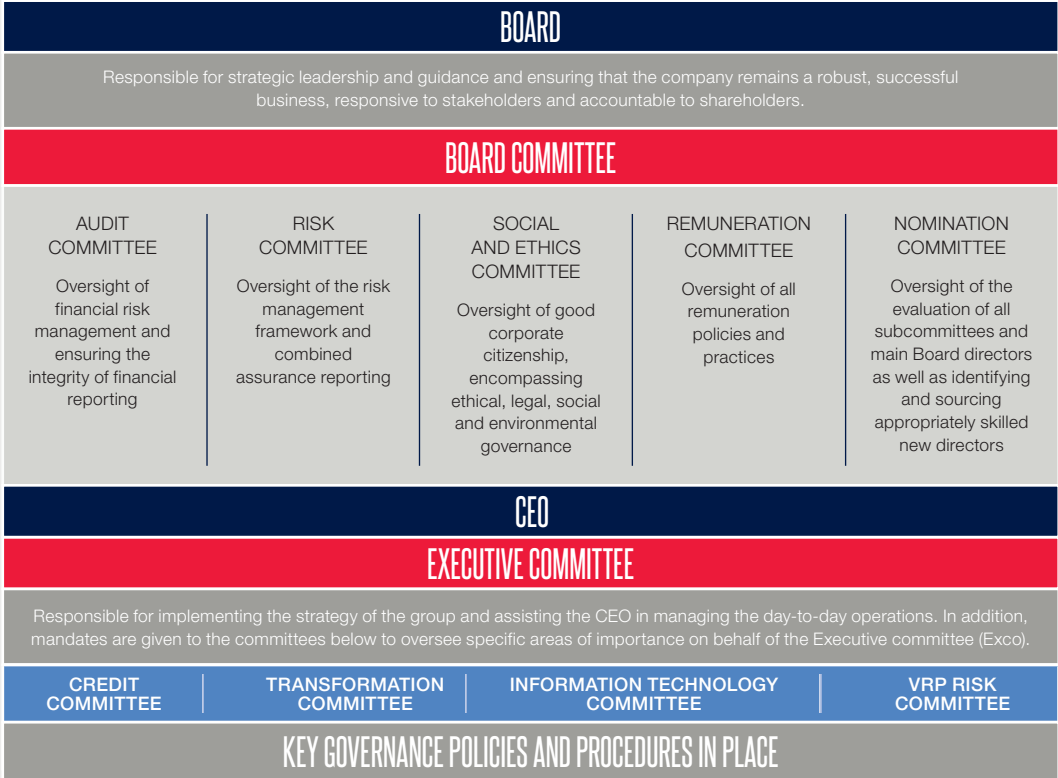 BOARD
Responsible for strategic leadership and guidance and ensuring that the company remains a robust, successful
business, responsive to stakeholders and accountable to shareholders.
BOARD COMMITTEE
AUDIT
COMMITTEE
Oversight of
financial risk
management and
ensuring the
integrity of financial
reporting
RISK
COMMITTEE
Oversight of the risk
management
framework and
combined
assurance reporting
SOCIAL
AND ETHICS
COMMITTEE
Oversight of good
corporate
citizenship,
encompassing
ethical, legal, social
and environmental
governance
REMUNERATION
COMMITTEE
Oversight of all
remuneration
policies and
practices
NOMINATION
COMMITTEE
Oversight of the
evaluation of all
subcommittees and
main Board directors
as well as identifying
and sourcing
appropriately skilled
new directors
CEO
EXECUTIVE COMMITTEE
Responsible for implementing the strategy of the group and assisting the CEO in managing the day-to-day operations. In addition,
mandates are given to the committees below to oversee specific areas of importance on behalf of the Executive committee (Exco).
CREDIT
COMMITTEE
TRANSFORMATION
COMMITTEE
INFORMATION TECHNOLOGY
COMMITTEE
VRP RISK
COMMITTEE
KEY GOVERNANCE POLICIES AND PROCEDURES IN PLACE